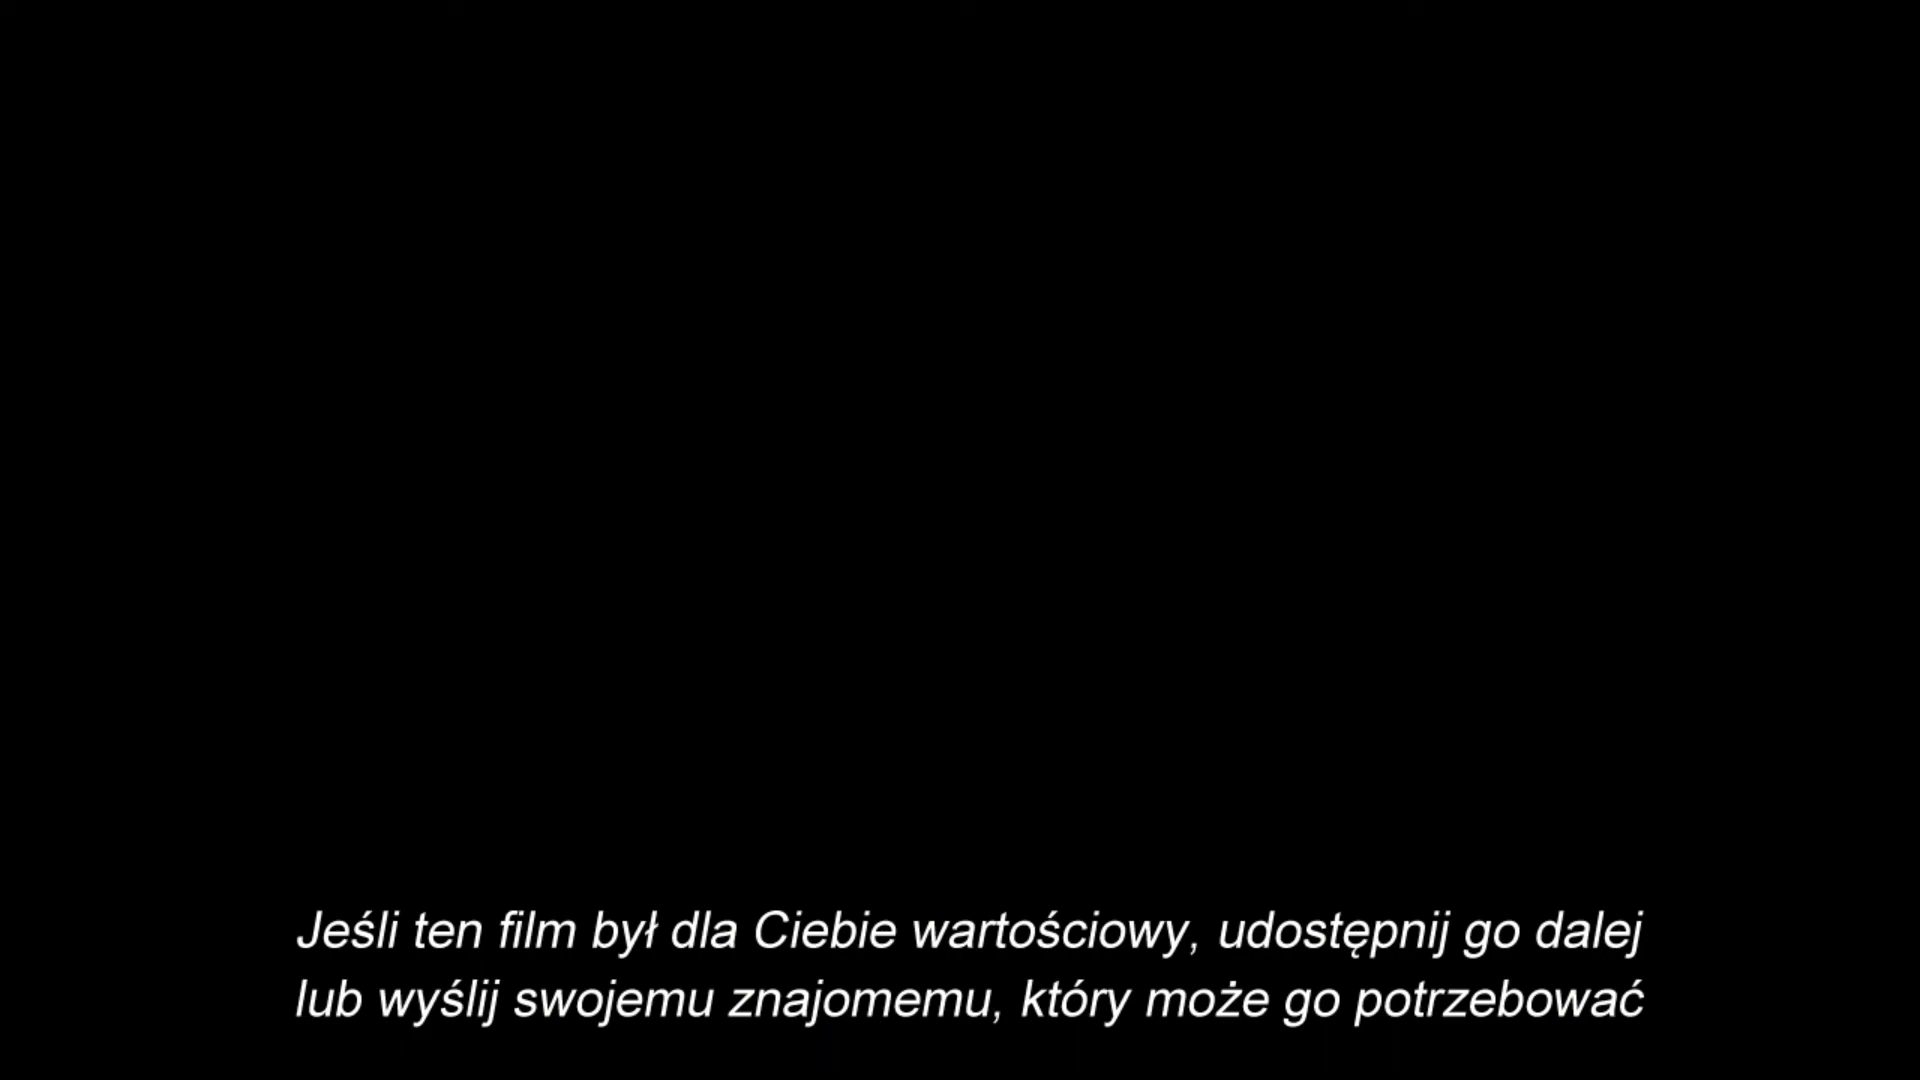 Jeśli ten film był dla Ciebie wartościowy, udostępnij go dalej
lub wyślij swojemu znajomemu, który może go potrzebować